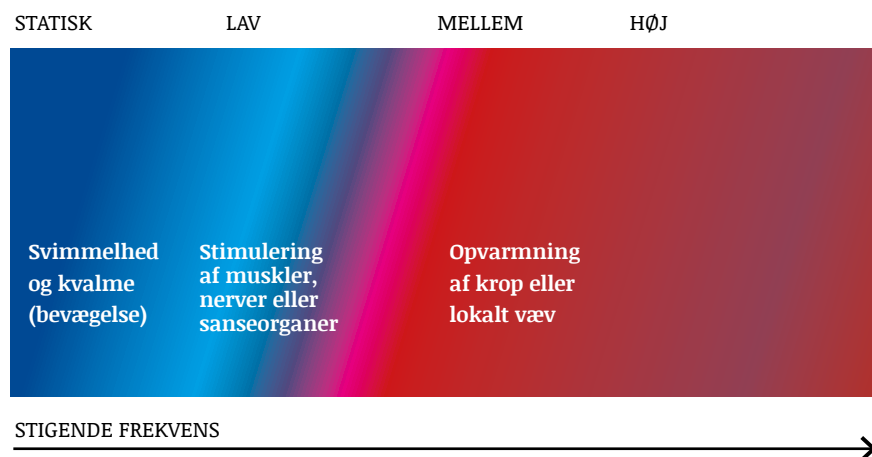 STATISK LAV MELLEM HØJ
Svimmelhed
og kvalme
(bevægelse)
Stimulering
af muskler,
nerver eller
sanseorganer
Opvarmning
af krop eller
lokalt væv
STIGENDE FREKVENS